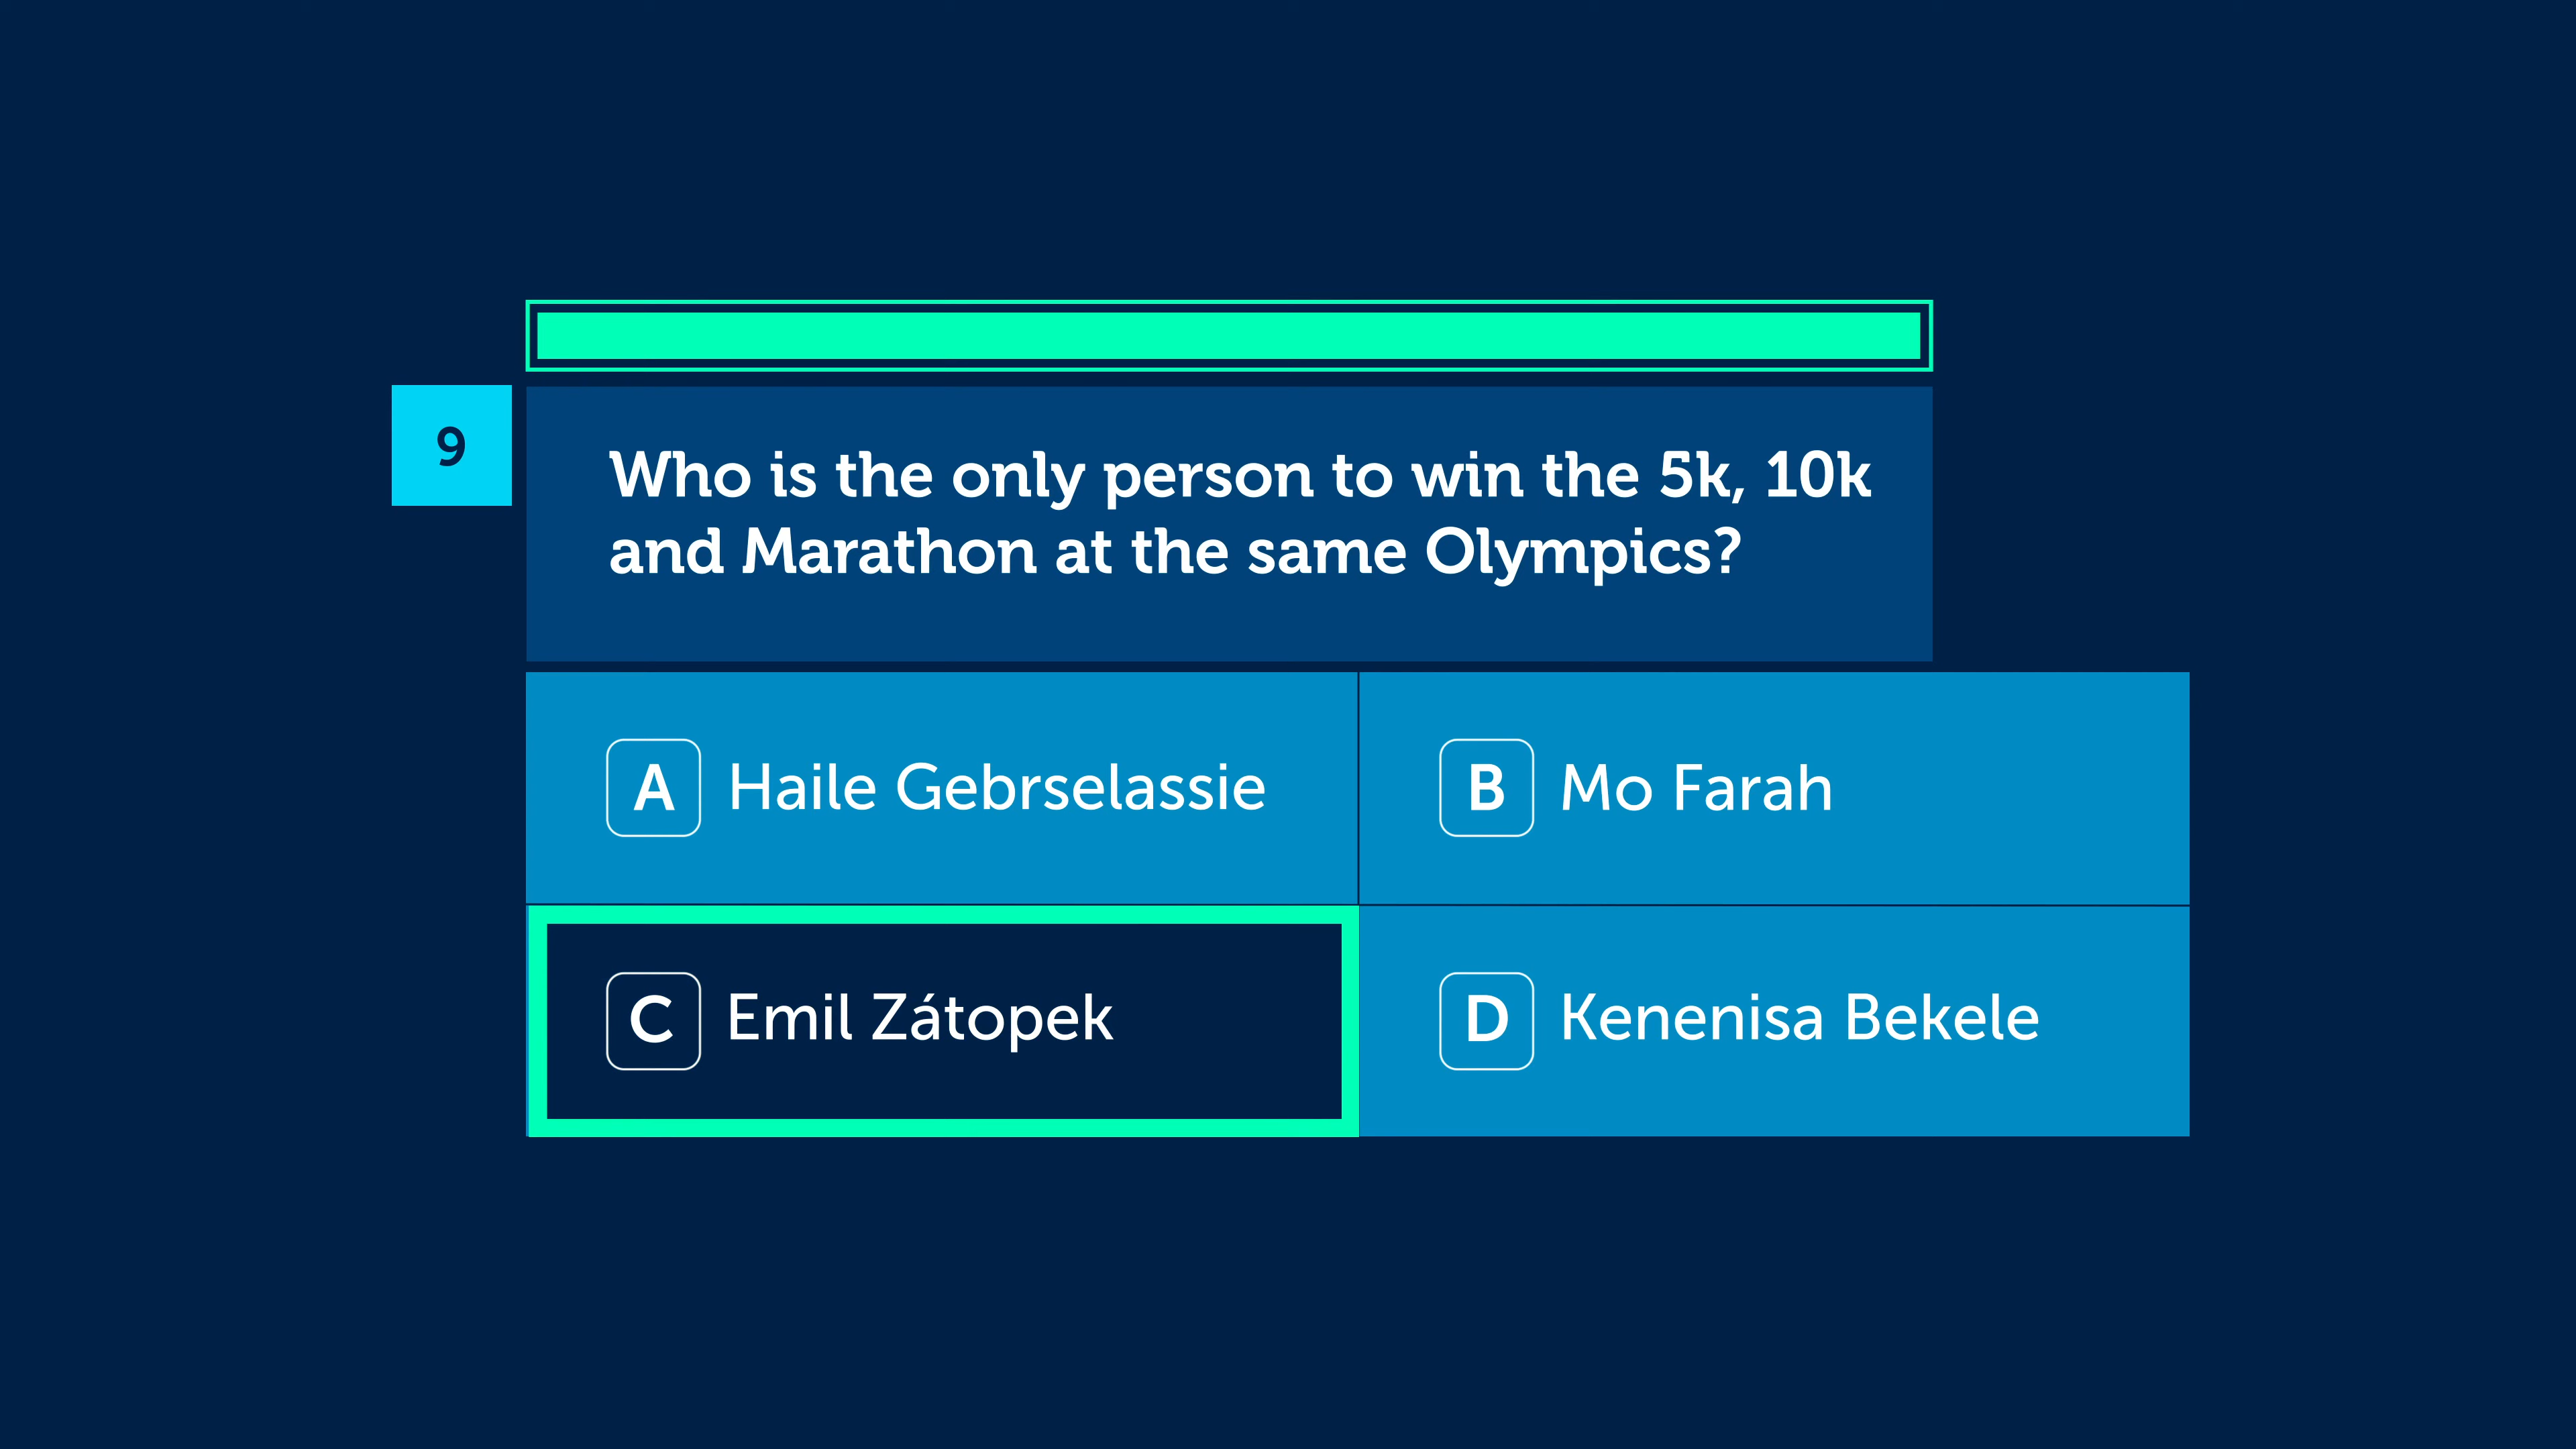 9
Who is the only person to win the 5k, 10k
and Marathon at the same Olympics?
A Haile Gebrselassie
B Mo Farah
C Emil Zátopek
D Kenenisa Bekele